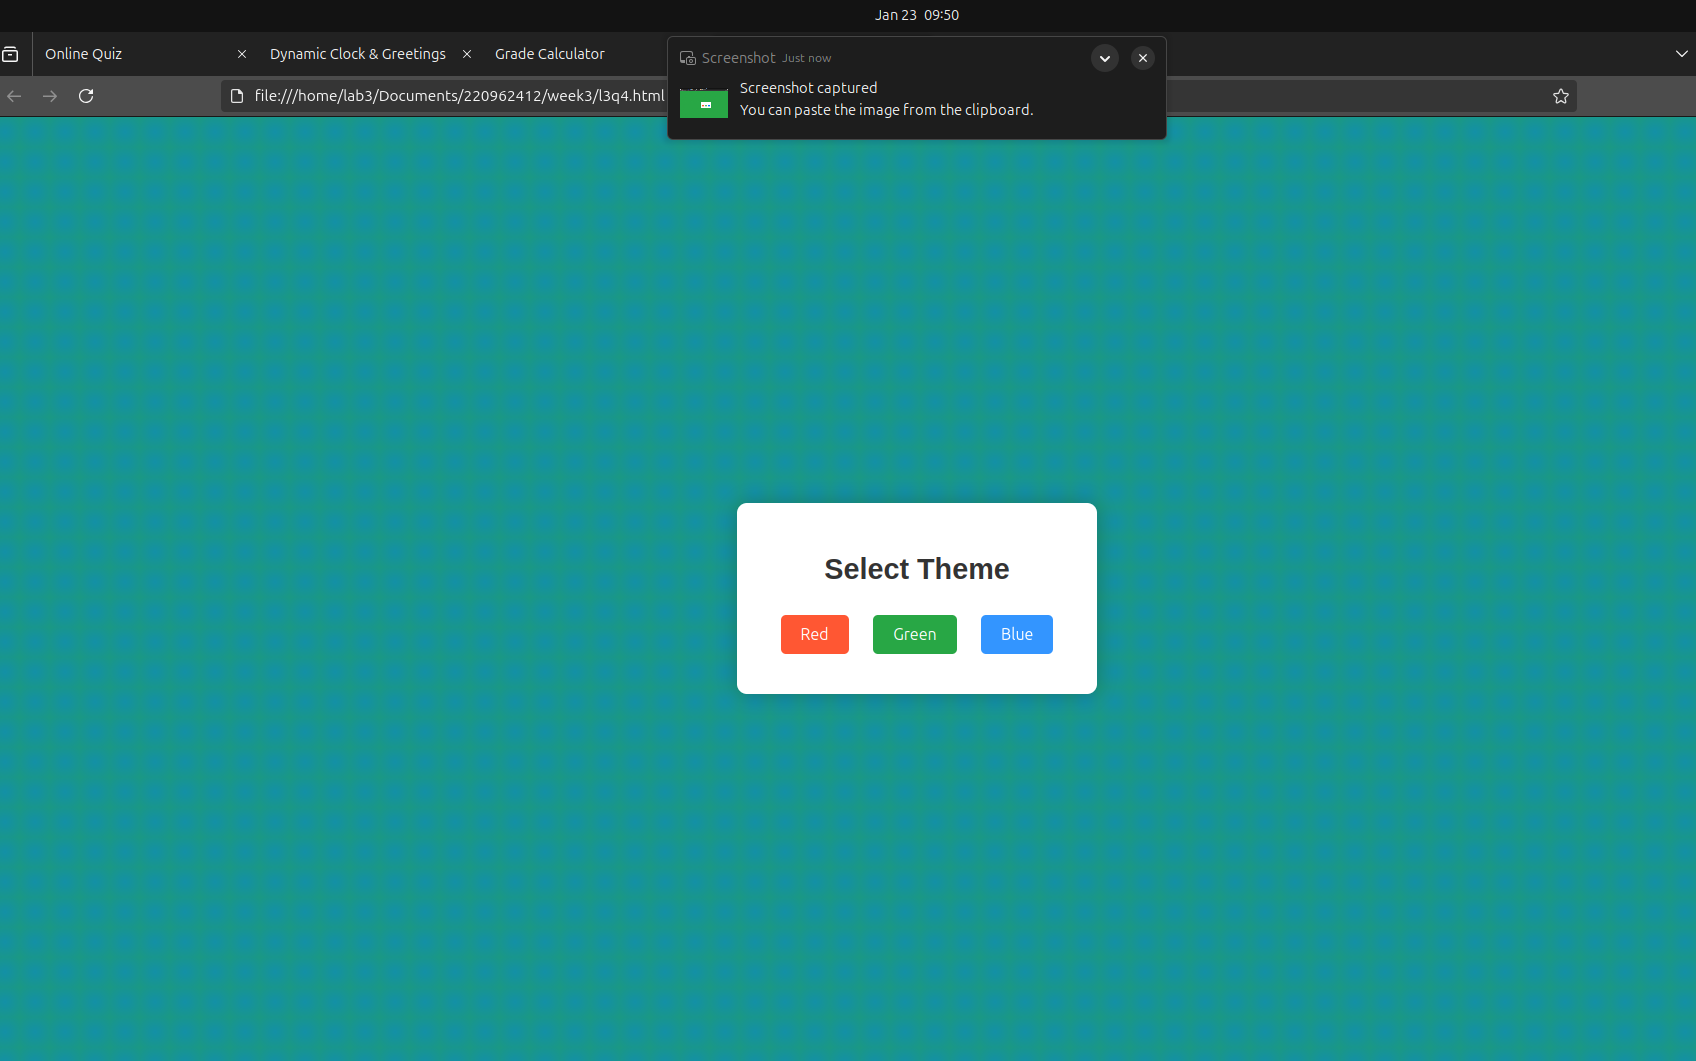 Jan 23 09:50
Online Quiz
Dynamic Clock & Greetings
Grade Calculator
Screenshot Just now
Screenshot captured
You can paste the image from the clipboard.
file:///home/lab3/Documents/220962412/week3/l3q4.html
Select Theme
Red
Green
Blue